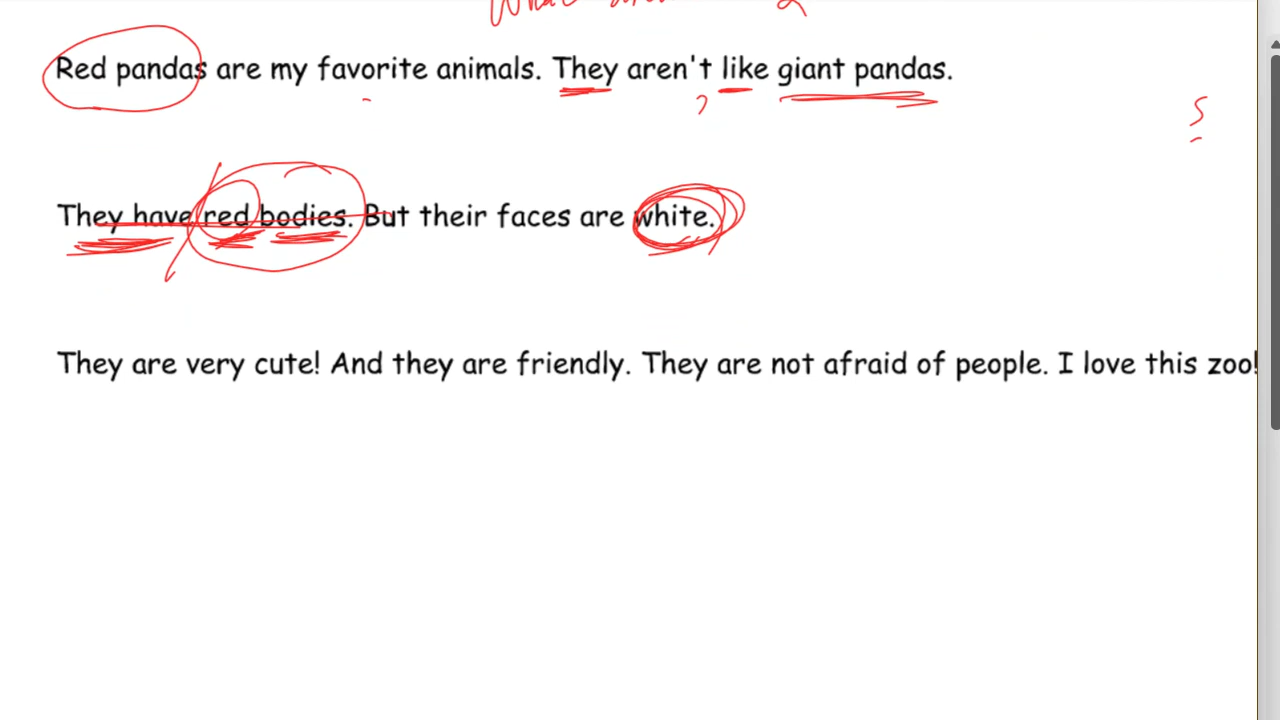 What
Red pandas are my favorite animals. They aren't like giant pandas.
They have red bodies. But their faces are white.
They are very cute! And they are friendly. They are not afraid of people. I love this zoo!